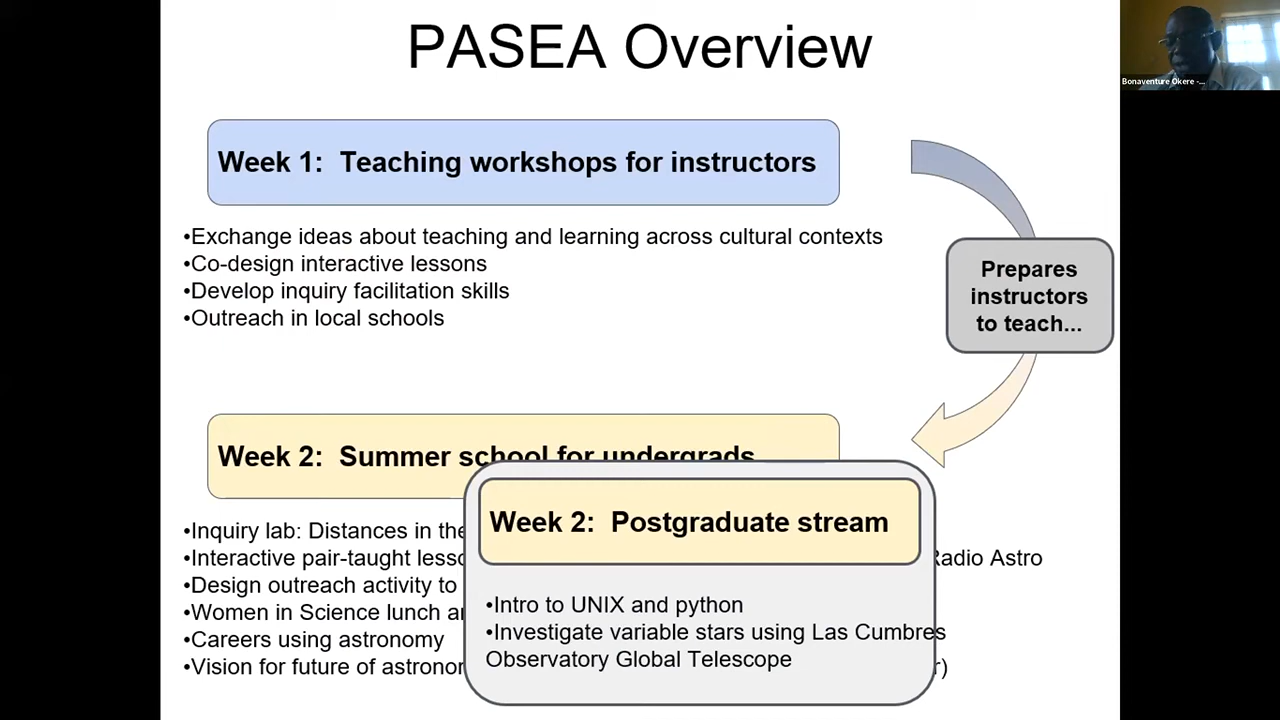 PASEA Overview
Bonaventure Okere -...
Week 1: Teaching workshops for instructors
•Exchange ideas about teaching and learning across cultural contexts
•Co-design interactive lessons
•Develop inquiry facilitation skills
•Outreach in local schools
Prepares
instructors
to teach...
Week 2: Summer school for undergrads
•Inquiry lab: Distances in the
•Interactive pair-taught
Radio Astro
•Design outreach activity to
•Women in Science lunch
•Careers using astronomy
•Vision for future of
Week 2: Postgraduate stream
•Intro to UNIX and python
•Investigate variable stars using Las Cumbres
Observatory Global Telescope